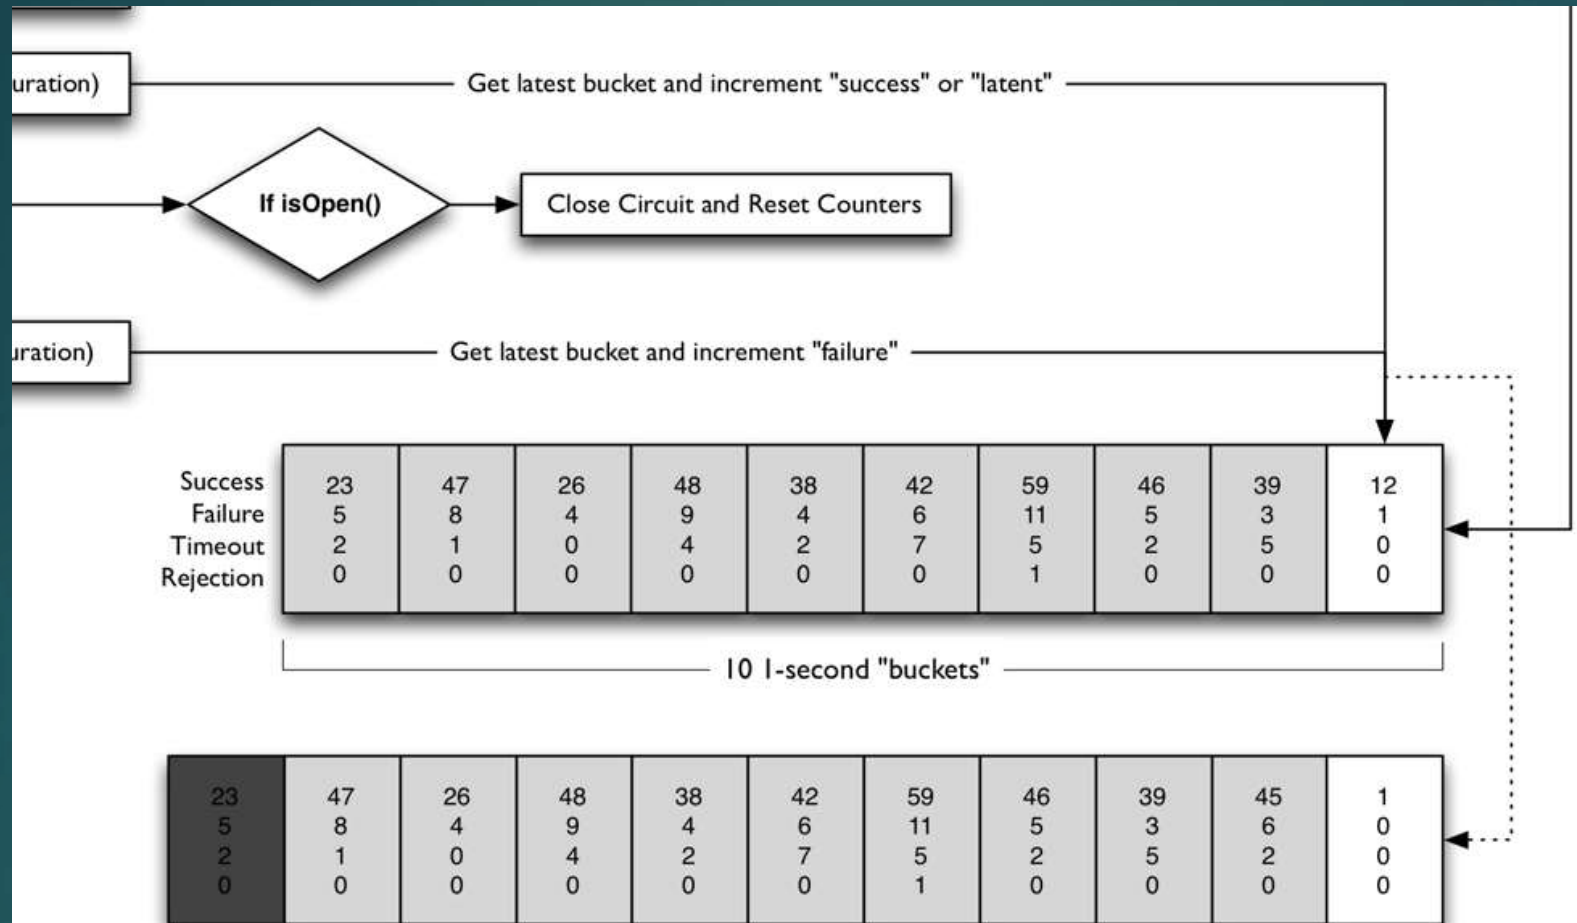 uration)
Get latest bucket and increment "success" or "latent"
If isOpen()
Close Circuit and Reset Counters
uration)
Get latest bucket and increment "failure"
Success 23 47 26 48 38 42 59 46 39 12
Failure 5 8 4 9 4 6 11 5 3 1
Timeout 2 1 0 4 2 7 5 2 5 0
Rejection 0 0 0 0 0 0 1 0 0 0
10 1-second "buckets"
23 47 26 48 38 42 59 46 39 45 1
5 8 4 9 4 6 11 5 3 6 0
2 1 0 4 2 7 5 2 5 2 0
0 0 0 0 0 0 1 0 0 0 0